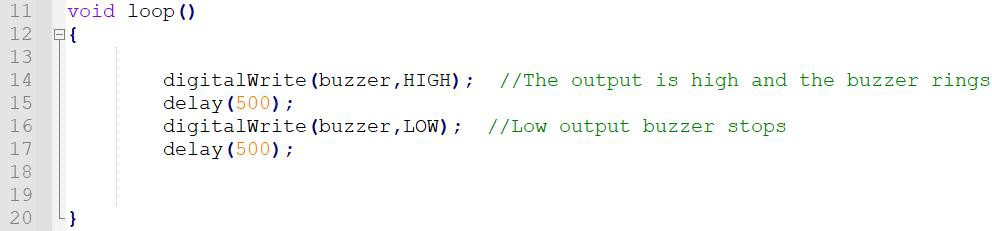 11 void loop()
12 {
13
14 digitalWrite(buzzer,HIGH); //The output is high and the buzzer rings
15 delay(500);
16 digitalWrite(buzzer,LOW); //Low output buzzer stops
17 delay(500);
18
19
20 }